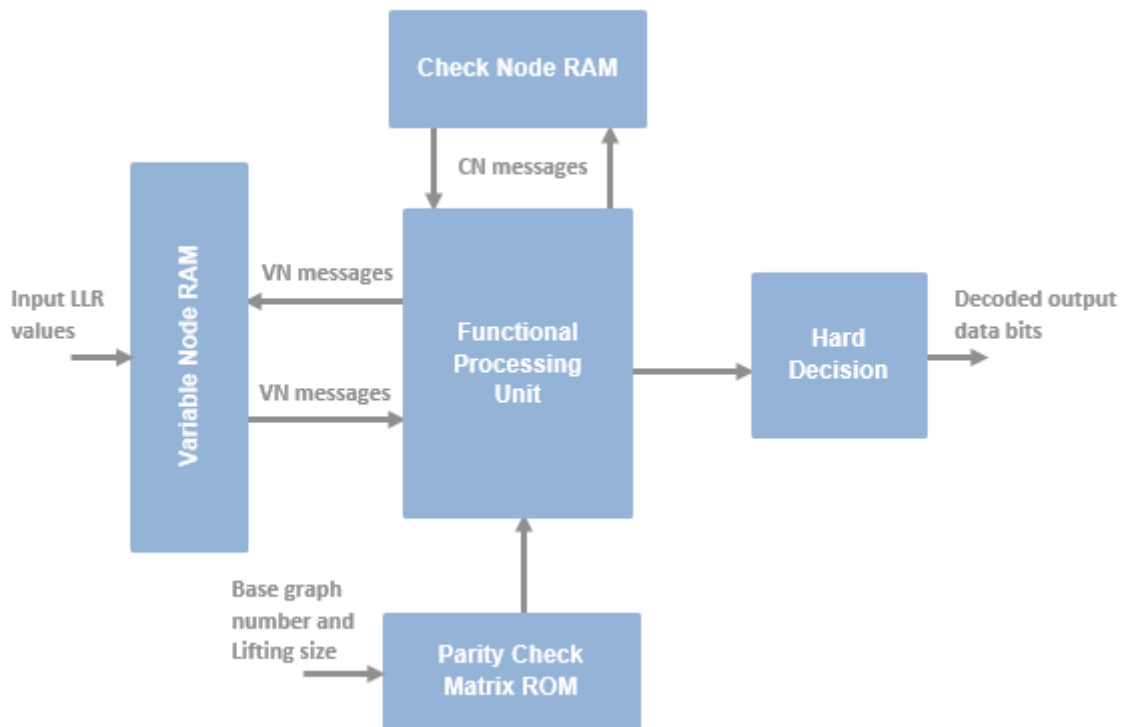 Check Node RAM
CN messages
Variable Node RAM
VN messages
Input LLR
values
Functional
Processing
Unit
VN messages
Hard
Decision
Decoded output
data bits
Base graph
number and
Lifting size
Parity Check
Matrix ROM